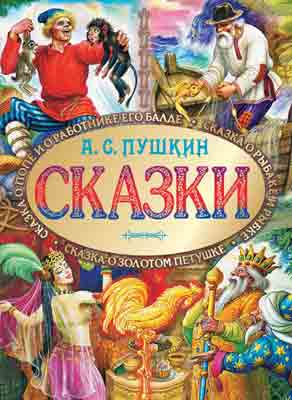 СКАЗКА О ПОПЕ И О РАБОТНИКЕ ЕГО БАЛДЕ
СКАЗКА О РЫБАКЕ И РЫБКЕ
А. С. ПУШКИН
СКАЗКИ
СКАЗКА О ЗОЛОТОМ ПЕТУШКЕ